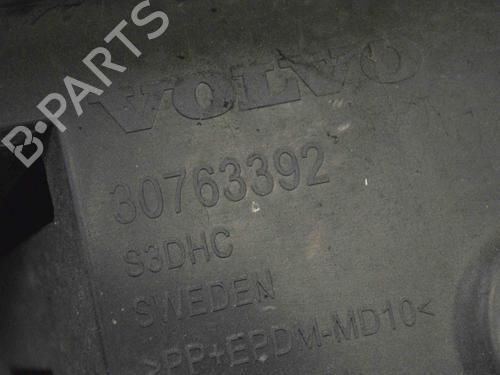 B-PARTS
VOLVO
30763392
S3DHC
SWEDEN
>PP+EPDM-MD10<